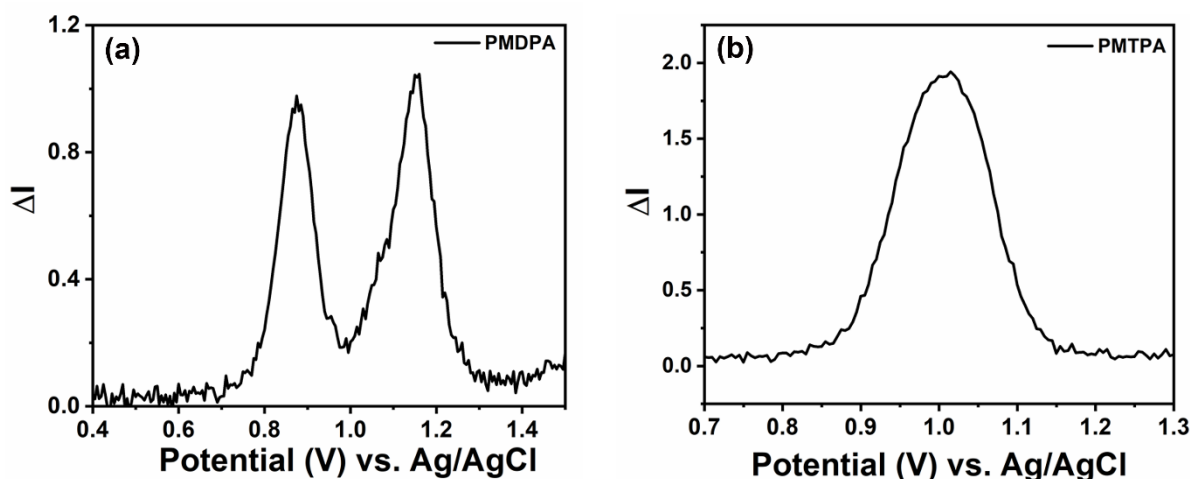 (a)
PMDPA
1.2
0.8
0.4
0.0
ΔI
0.4 0.6 0.8 1.0 1.2 1.4
Potential (V) vs. Ag/AgCl
(b)
PMTPA
2.0
1.5
1.0
0.5
0.0
ΔI
0.7 0.8 0.9 1.0 1.1 1.2 1.3
Potential (V) vs. Ag/AgCl